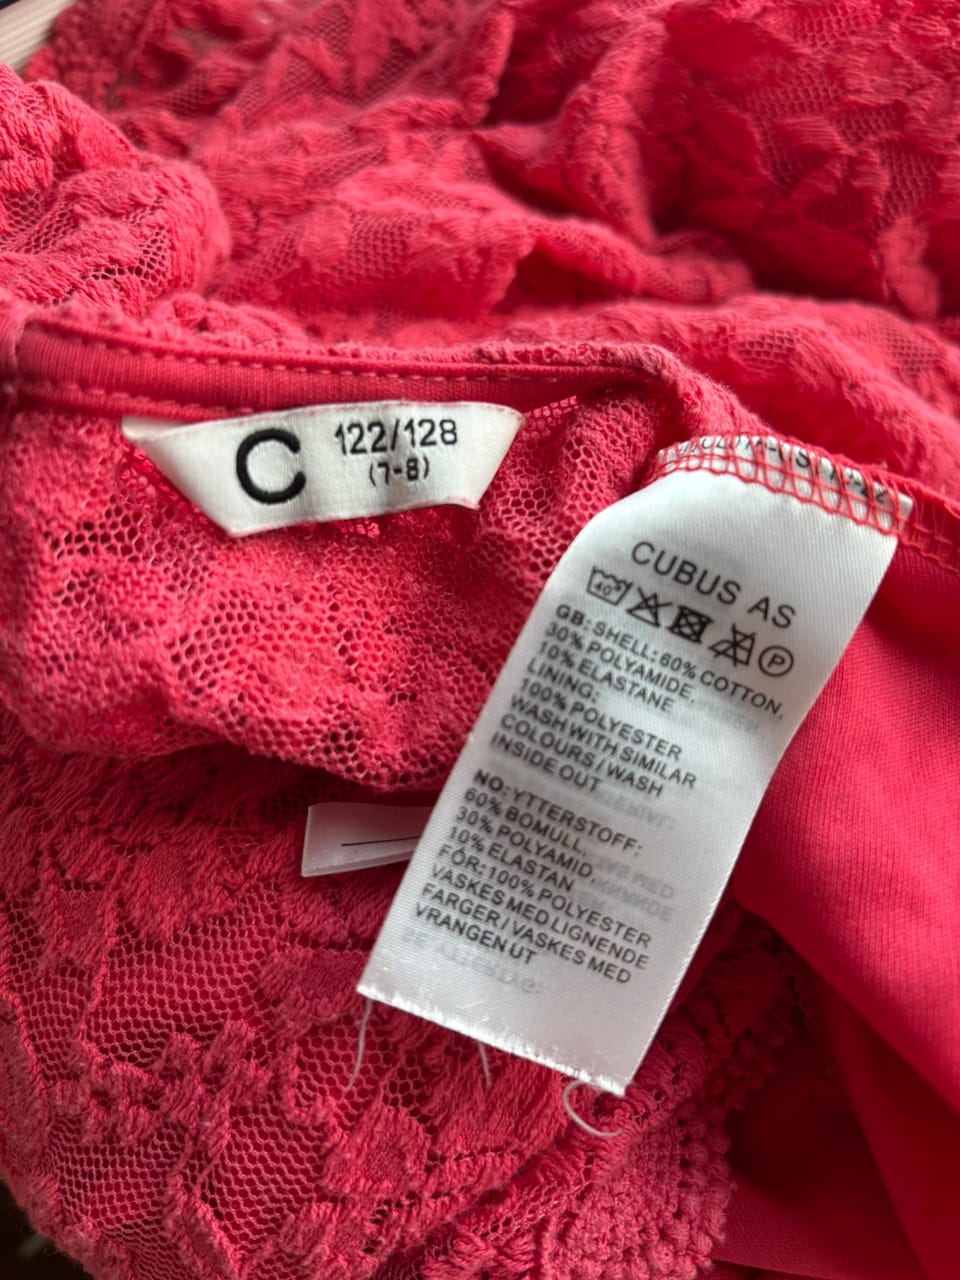 C
122/128
(7-8)
CUBUS AS
40°
P
GB: SHELL: 60% COTTON,
30% POLYAMIDE,
10% ELASTANE
LINING:
100% POLYESTER
WASH WITH SIMILAR
COLOURS / WASH
INSIDE OUT
NO: YTTERSTOFF:
60% BOMULL,
30% POLYAMID,
10% ELASTAN
FÓR: 100% POLYESTER
VASKES MED LIGNENDE
FARGER / VASKES MED
VRANGEN UT